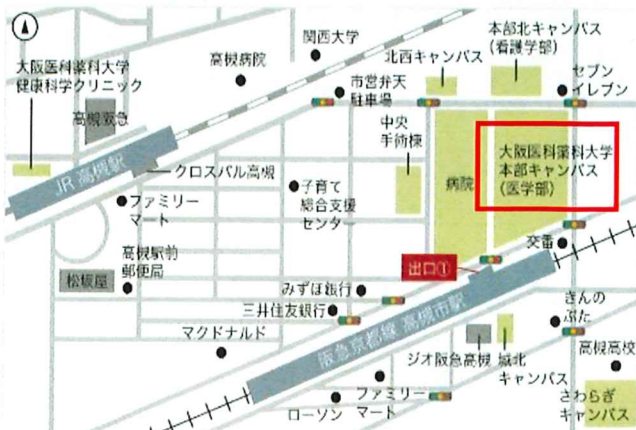 関西大学
本部北キャンパス
(看護学部)
大阪医科薬科大学
健康科学クリニック
高槻病院
北西キャンパス
市営弁天
駐車場
セブン
イレブン
高槻阪急
中央
手術棟
大阪医科薬科大学
本部キャンパス
(医学部)
JR 高槻駅
クロスパル高槻
病院
子育て
総合支援
センター
ファミリー
マート
交番
高槻駅前
郵便局
出口①
松坂屋
みずほ銀行
三井住友銀行
きんの
ぶた
マクドナルド
阪急京都線 高槻市駅
ジオ阪急高槻
城北
キャンパス
高槻高校
ファミリー
マート
ローソン
さわらぎ
キャンパス